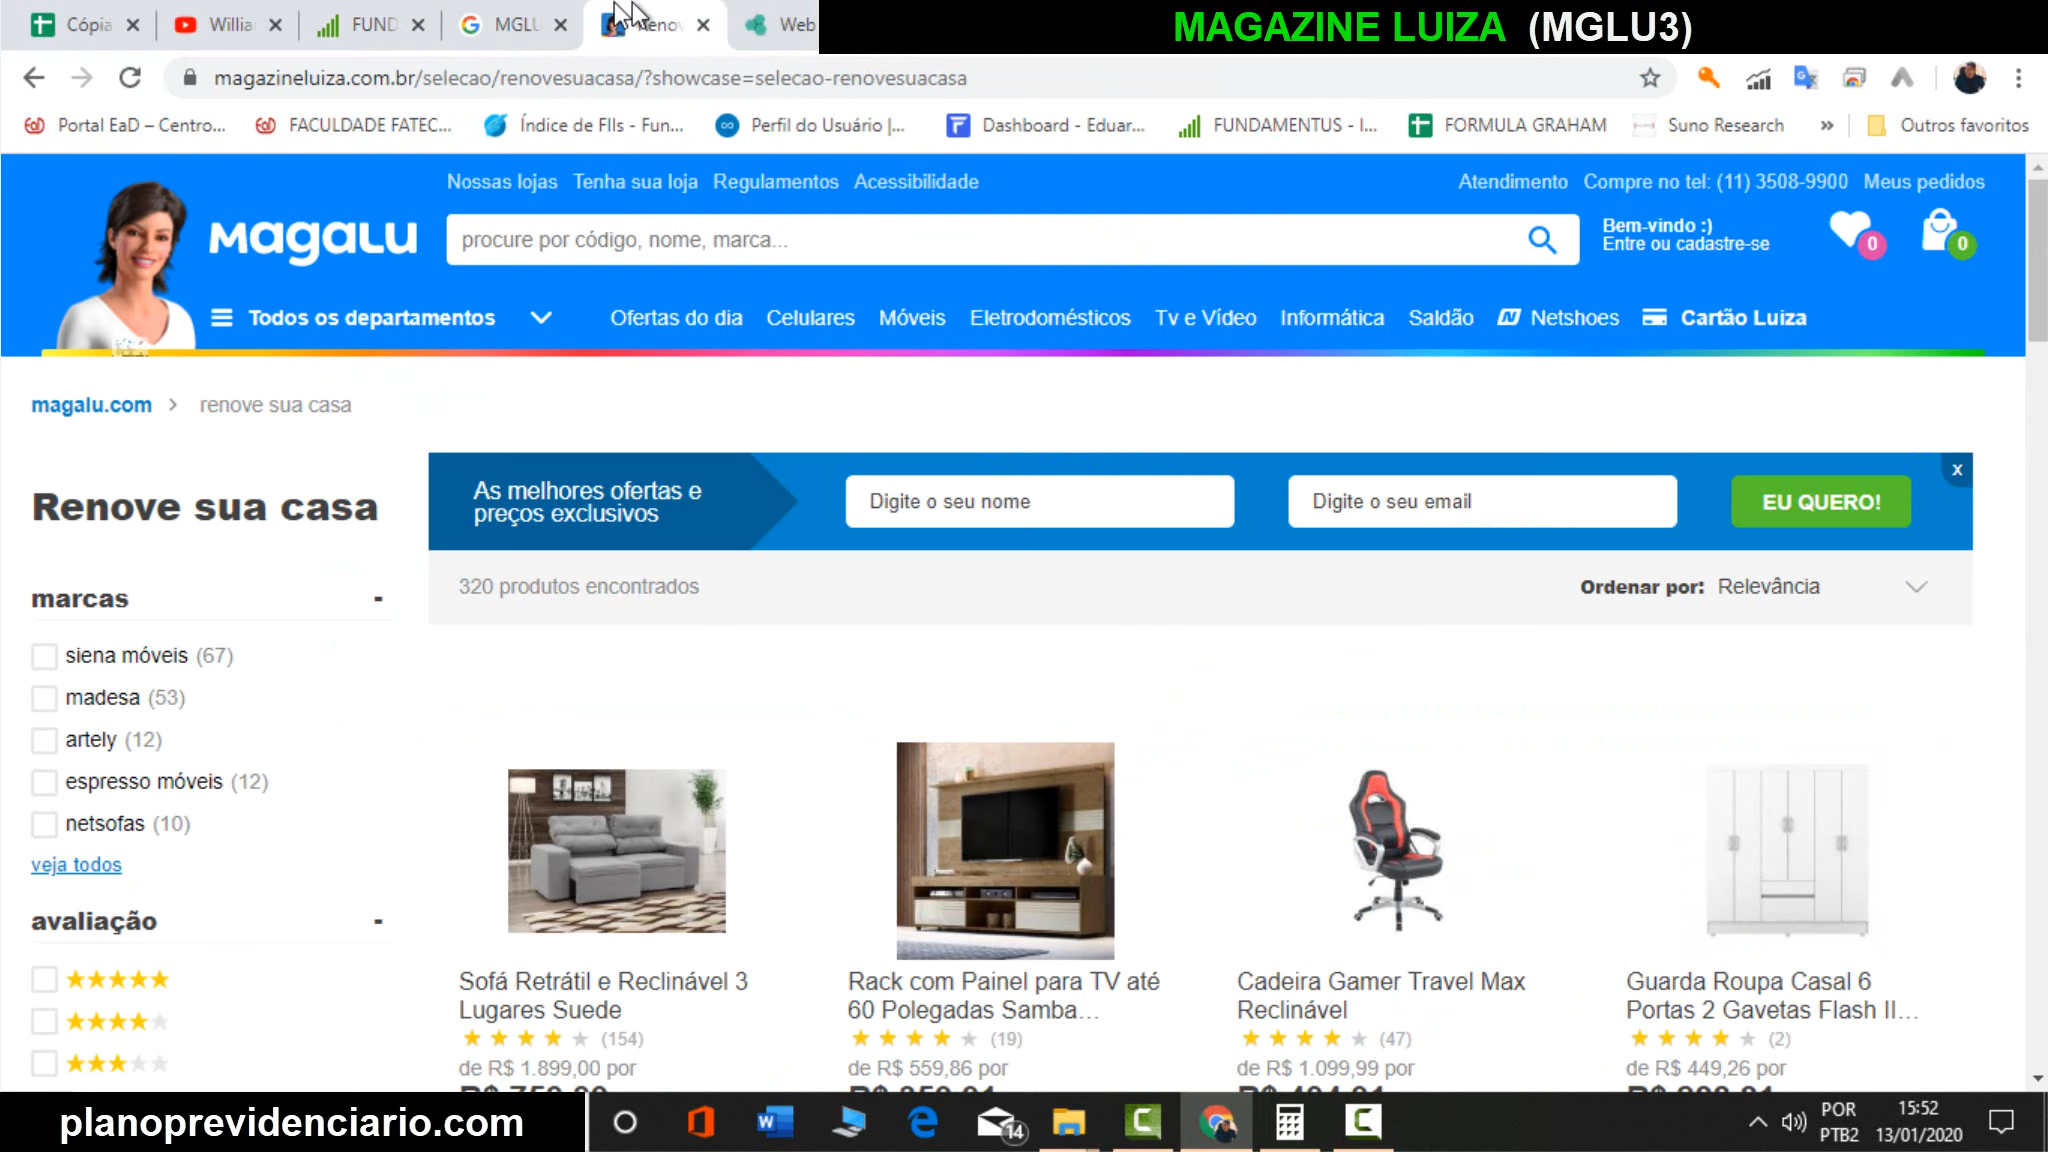 Cópia
Willia
FUND
MGLU
Renov
Web
MAGAZINE LUIZA (MGLU3)
magazineluiza.com.br/selecao/renovesuacasa/?showcase=selecao-renovesuacasa
Portal EaD – Centro...
FACULDADE FATEC...
Índice de FIIs - Fun...
Perfil do Usuário |...
Dashboard - Eduar...
FUNDAMENTUS - I...
FORMULA GRAHAM
Suno Research
»
Outros favoritos
Nossas lojas Tenha sua loja Regulamentos Acessibilidade
Atendimento Compre no tel: (11) 3508-9900 Meus pedidos
MagaLu
procure por código, nome, marca...
Bem-vindo :)
Entre ou cadastre-se
0
0
Todos os departamentos
Ofertas do dia Celulares Móveis Eletrodomésticos Tv e Vídeo Informática Saldão Netshoes Cartão Luiza
magalu.com > renove sua casa
Renove sua casa
As melhores ofertas e
preços exclusivos
Digite o seu nome
Digite o seu email
EU QUERO!
x
320 produtos encontrados
Ordenar por: Relevância
marcas -
siena móveis (67)
madesa (53)
artely (12)
espresso móveis (12)
netsofas (10)
veja todos
avaliação -
Sofá Retrátil e Reclinável 3
Lugares Suede
(154)
de R$ 1.899,00 por
Rack com Painel para TV até
60 Polegadas Samba...
(19)
de R$ 559,86 por
Cadeira Gamer Travel Max
Reclinável
(47)
de R$ 1.099,99 por
Guarda Roupa Casal 6
Portas 2 Gavetas Flash II...
(2)
de R$ 449,26 por
planoprevidenciario.com
14
POR
PTB2
15:52
13/01/2020